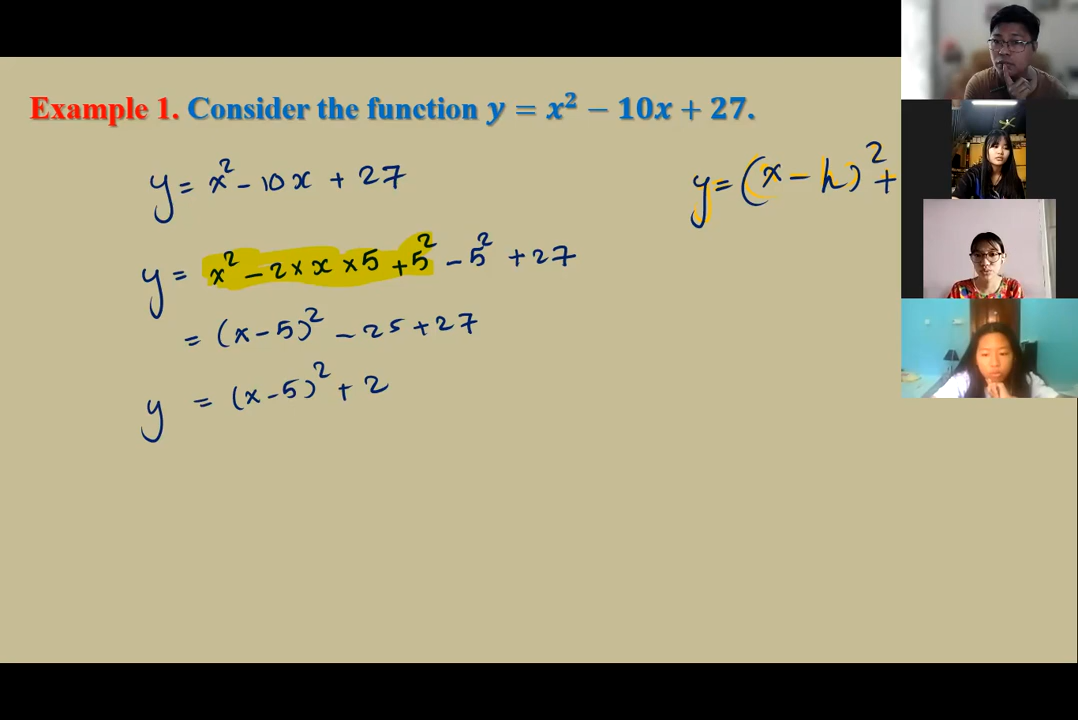 Example 1. Consider the function y = x² − 10x + 27.
y = x² - 10x + 27
y = (x - h)² +
y = x² - 2 × x × 5 + 5² - 5² + 27
= (x - 5)² - 25 + 27
y = (x - 5)² + 2